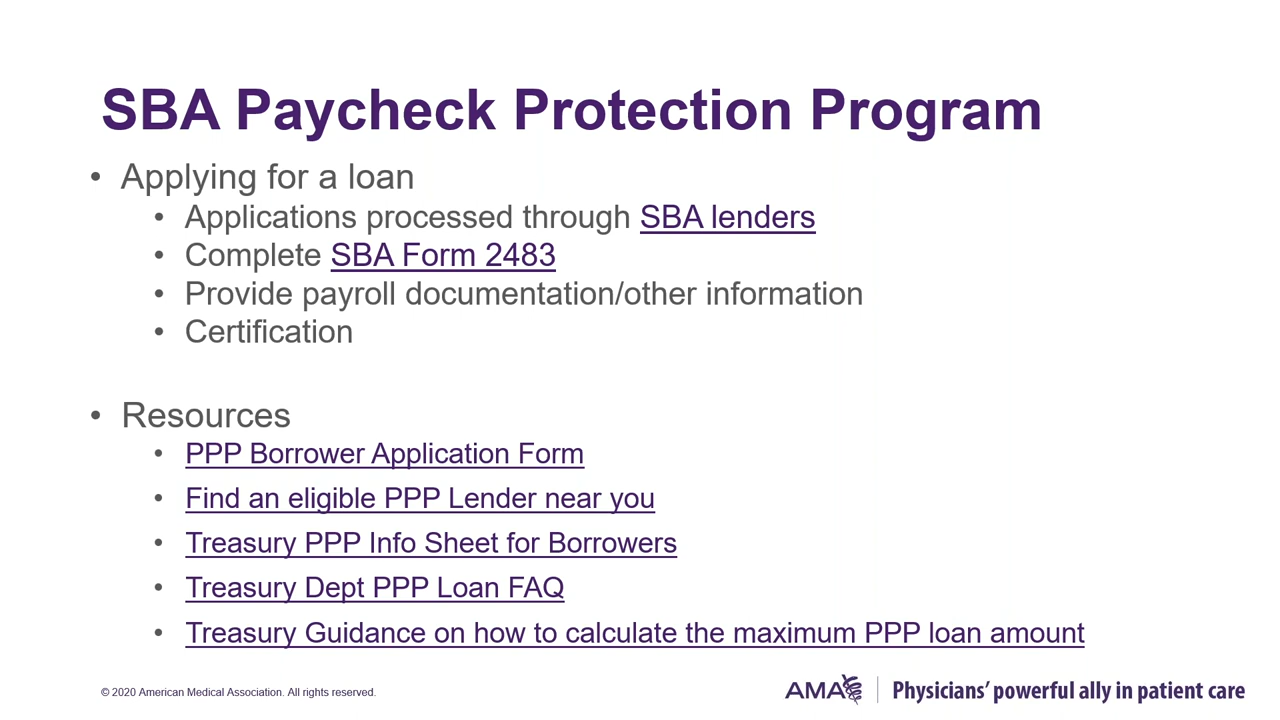 SBA Paycheck Protection Program
• Applying for a loan
• Applications processed through SBA lenders
• Complete SBA Form 2483
• Provide payroll documentation/other information
• Certification
• Resources
• PPP Borrower Application Form
• Find an eligible PPP Lender near you
• Treasury PPP Info Sheet for Borrowers
• Treasury Dept PPP Loan FAQ
• Treasury Guidance on how to calculate the maximum PPP loan amount
© 2020 American Medical Association. All rights reserved.
AMA Physicians' powerful ally in patient care